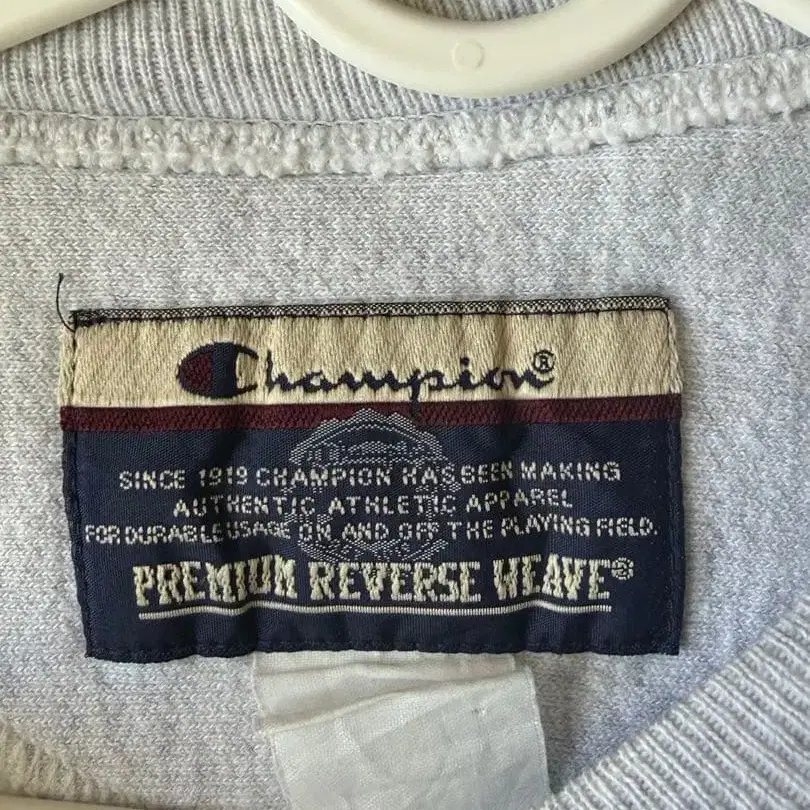 Champion®
SINCE 1919 CHAMPION HAS BEEN MAKING
AUTHENTIC ATHLETIC APPAREL
FOR DURABLE USAGE ON AND OFF THE PLAYING FIELD.
PREMIUM REVERSE WEAVE®